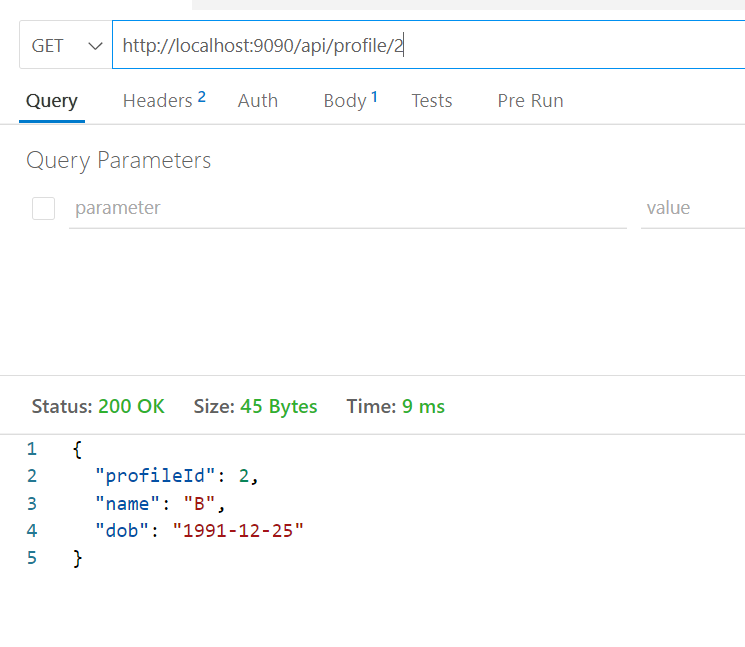 GET http://localhost:9090/api/profile/2
Query Headers 2 Auth Body 1 Tests Pre Run
Query Parameters
parameter value
Status: 200 OK Size: 45 Bytes Time: 9 ms
1 {
2 "profileId": 2,
3 "name": "B",
4 "dob": "1991-12-25"
5 }